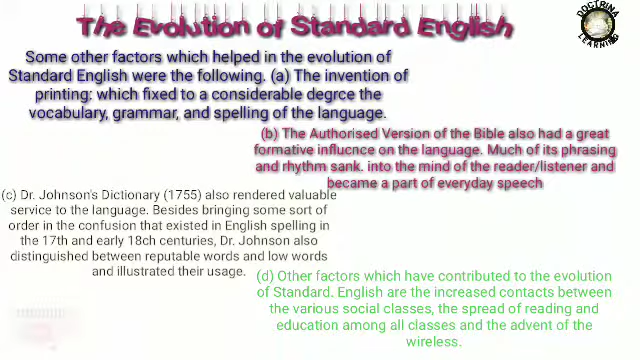 The Evolution of Standard English
DOCTRINA
LEARNING
Some other factors which helped in the evolution of
Standard English were the following. (a) The invention of
printing: which fixed to a considerable degrce the
vocabulary, grammar, and spelling of the language.
(b) The Authorised Version of the Bible also had a great
formative influcnce on the language. Much of its phrasing
and rhythm sank. into the mind of the reader/listener and
became a part of everyday speech
(c) Dr. Johnson's Dictionary (1755) also rendered valuable
service to the language. Besides bringing some sort of
order in the confusion that existed in English spelling in
the 17th and early 18ch centuries, Dr. Johnson also
distinguished between reputable words and low words
and illustrated their usage.
(d) Other factors which have contributed to the evolution
of Standard. English are the increased contacts between
the various social classes, the spread of reading and
education among all classes and the advent of the
wireless.